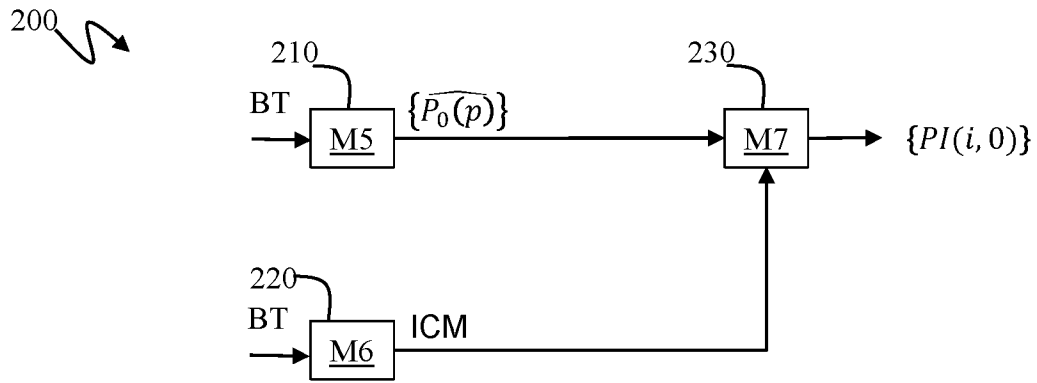 200
210
230
BT
{P₀(p)^}
M5
M7
{PI(i, 0)}
220
BT
ICM
M6